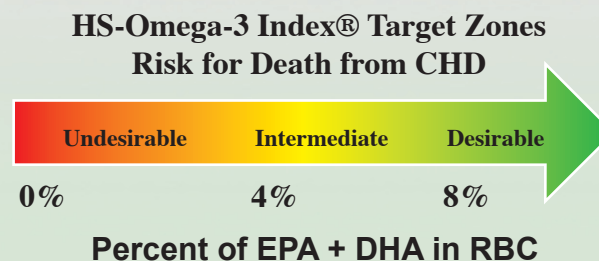 HS-Omega-3 Index® Target Zones
Risk for Death from CHD
Undesirable Intermediate Desirable
0% 4% 8%
Percent of EPA + DHA in RBC